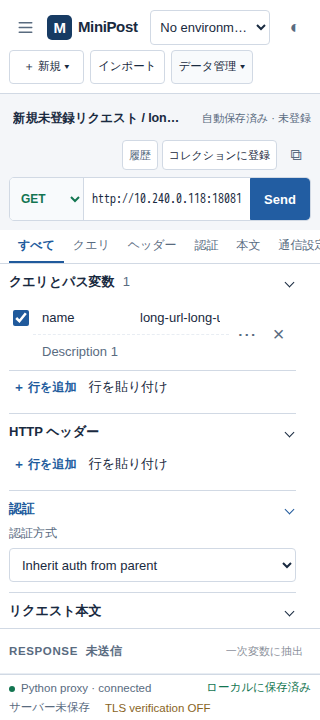 M MiniPost No environm…
+ 新規 ▾ インポート データ管理 ▾
新規未登録リクエスト / lon… 自動保存済み · 未登録
履歴 コレクションに登録
GET http://10.240.0.118:18081 Send
すべて クエリ ヘッダー 認証 本文 通信設定
クエリとパス変数 1
name long-url-long-u
Description 1
+ 行を追加 行を貼り付け
HTTP ヘッダー
+ 行を追加 行を貼り付け
認証
認証方式
Inherit auth from parent
リクエスト本文
RESPONSE 未送信 一次変数に抽出
Python proxy · connected ローカルに保存済み
サーバー未保存 TLS verification OFF